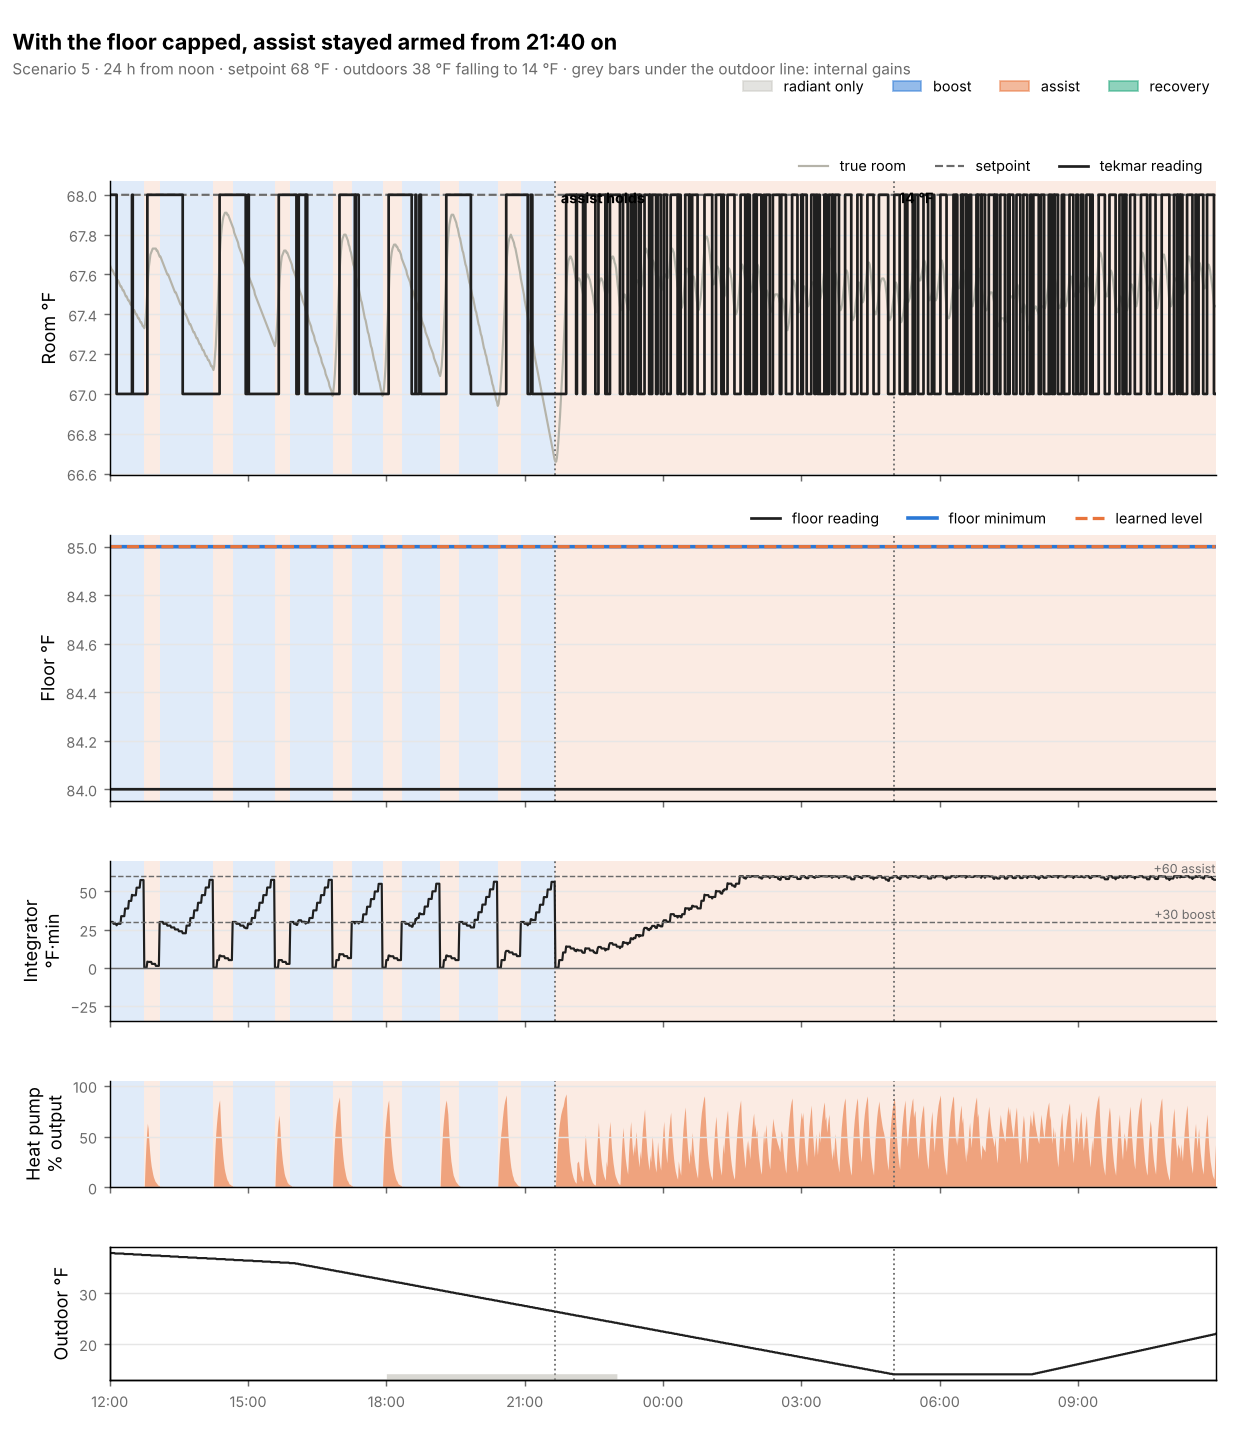 With the floor capped, assist stayed armed from 21:40 on
Scenario 5 · 24 h from noon · setpoint 68 °F · outdoors 38 °F falling to 14 °F · grey bars under the outdoor line: internal gains
radiant only boost assist recovery
true room setpoint tekmar reading
68.0
67.8
67.6
67.4
67.2
67.0
66.8
66.6
Room °F
assist holds
14 °F
floor reading floor minimum learned level
85.0
84.8
84.6
84.4
84.2
84.0
Floor °F
50
25
0
−25
Integrator
°F·min
+60 assist
+30 boost
100
50
0
Heat pump
% output
30
20
Outdoor °F
12:00 15:00 18:00 21:00 00:00 03:00 06:00 09:00